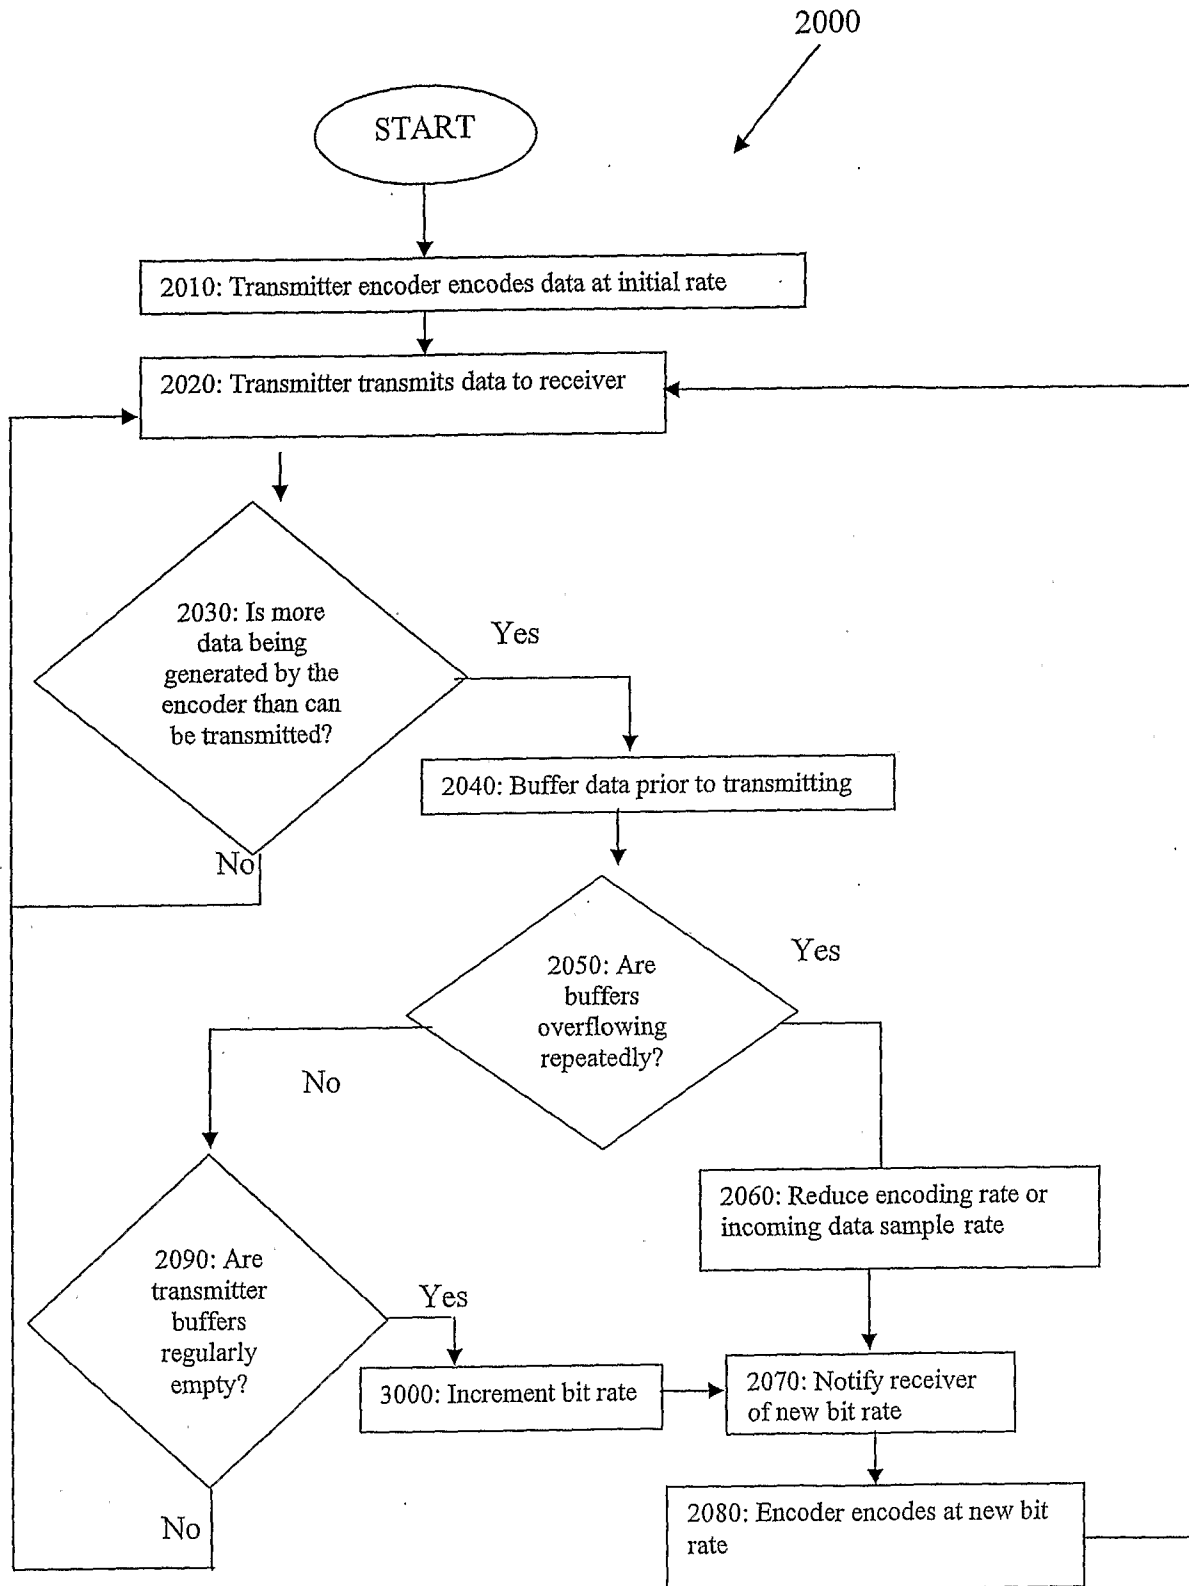 2000
START
2010: Transmitter encoder encodes data at initial rate
2020: Transmitter transmits data to receiver
2030: Is more
data being
generated by the
encoder than can
be transmitted?
Yes
2040: Buffer data prior to transmitting
No
2050: Are
buffers
overflowing
repeatedly?
Yes
No
2060: Reduce encoding rate or
incoming data sample rate
2090: Are
transmitter
buffers
regularly
empty?
Yes
3000: Increment bit rate
2070: Notify receiver
of new bit rate
2080: Encoder encodes at new bit
rate
No